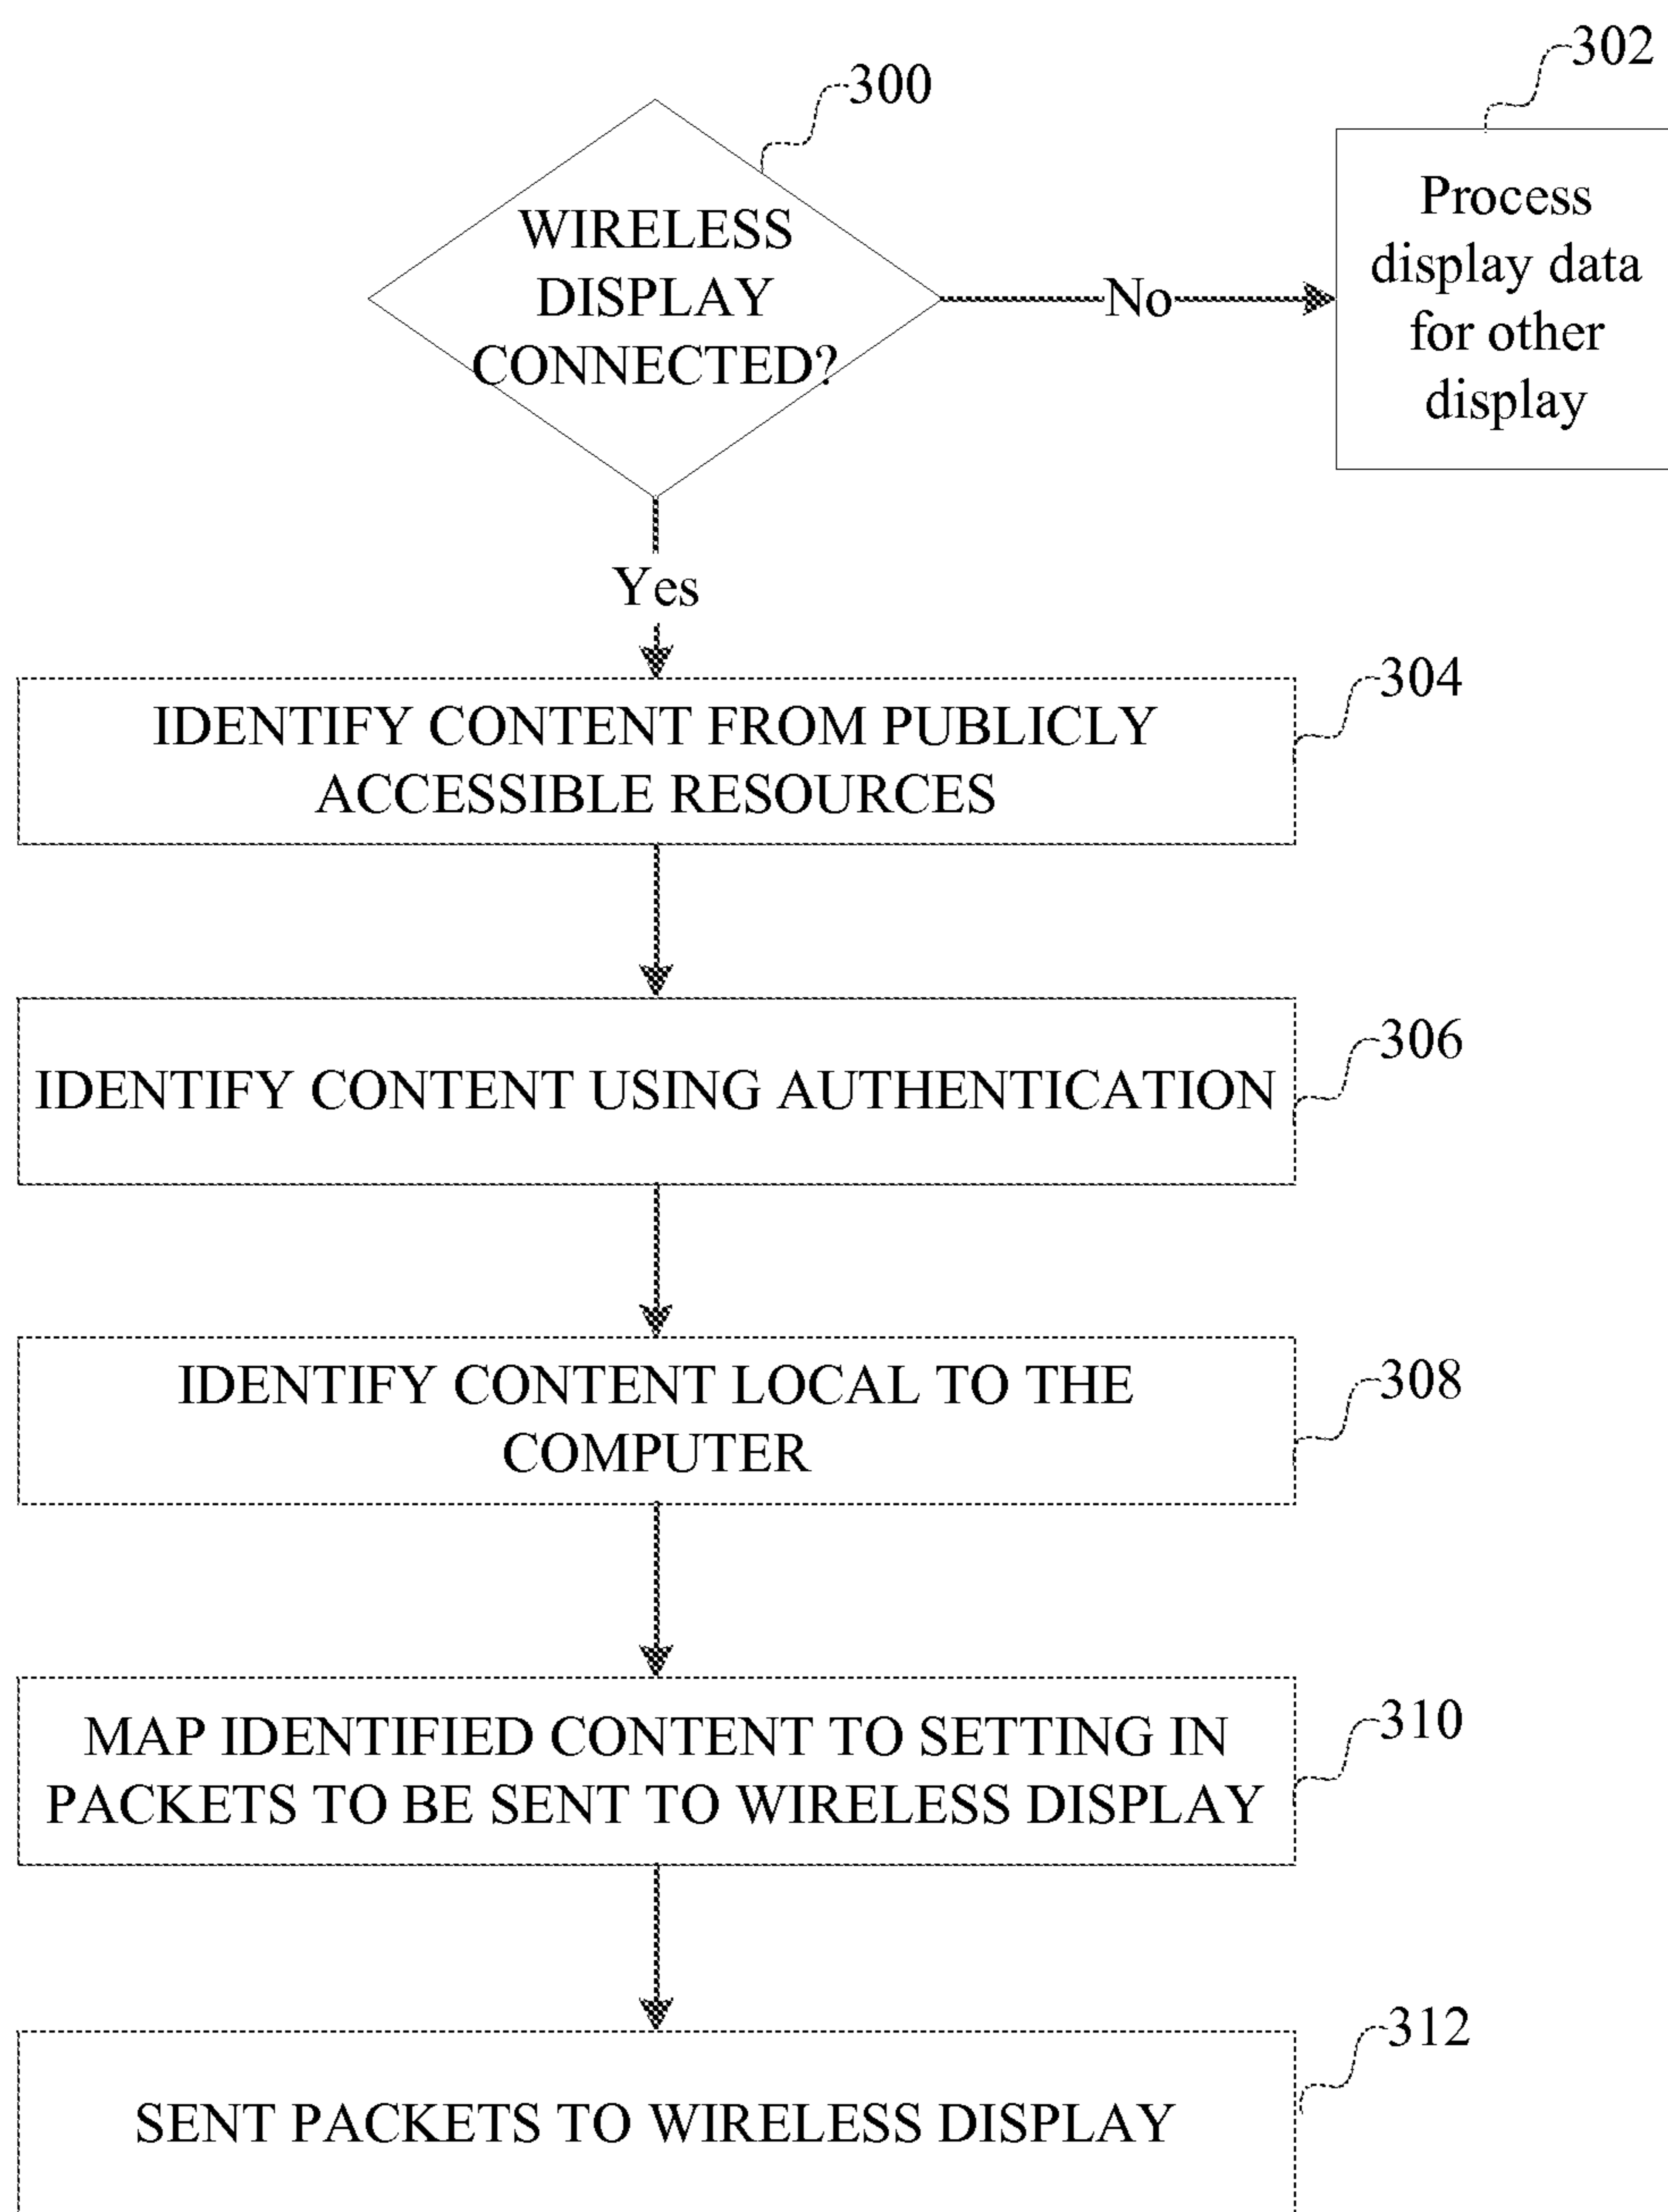 300
302
WIRELESS
DISPLAY
CONNECTED?
No
Process
display data
for other
display
Yes
304
IDENTIFY CONTENT FROM PUBLICLY
ACCESSIBLE RESOURCES
306
IDENTIFY CONTENT USING AUTHENTICATION
308
IDENTIFY CONTENT LOCAL TO THE
COMPUTER
310
MAP IDENTIFIED CONTENT TO SETTING IN
PACKETS TO BE SENT TO WIRELESS DISPLAY
312
SENT PACKETS TO WIRELESS DISPLAY